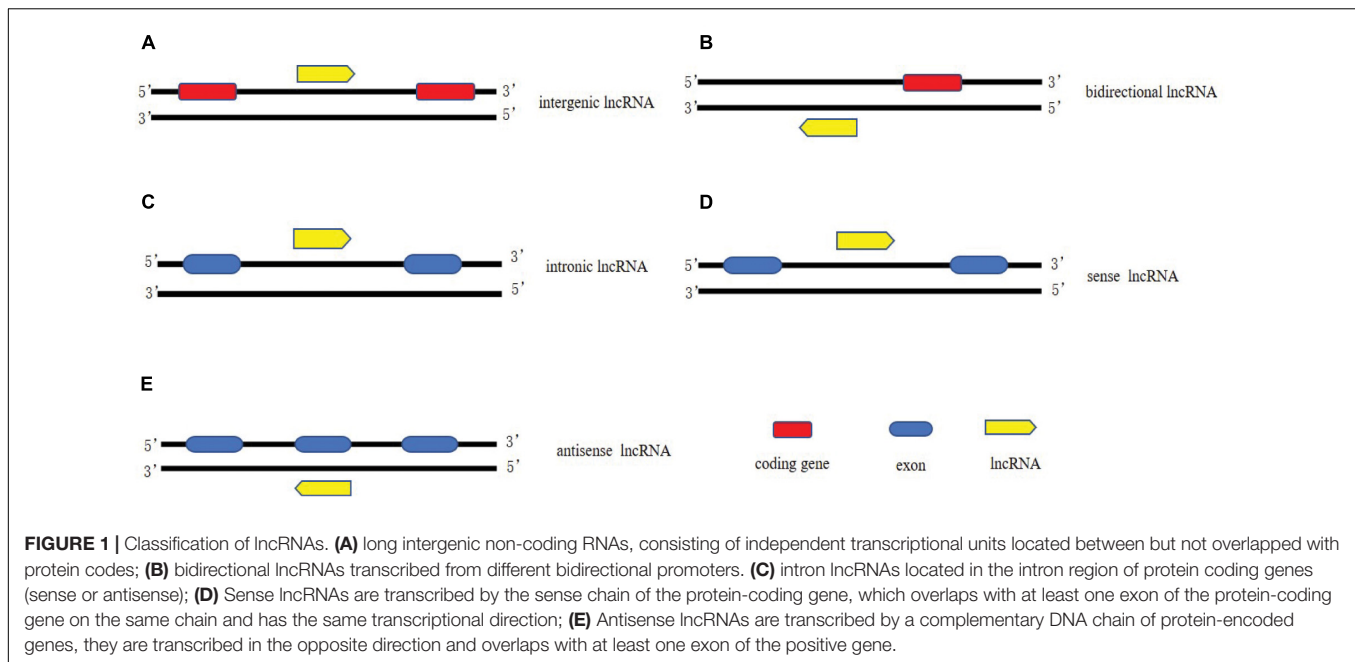 A
5’
3’
3’
5’
intergenic lncRNA
B
5’
3’
3’
5’
bidirectional lncRNA
C
5’
3’
3’
5’
intronic lncRNA
D
5’
3’
3’
5’
sense lncRNA
E
5’
3’
3’
5’
antisense lncRNA
coding gene
exon
lncRNA
FIGURE 1 | Classification of lncRNAs. (A) long intergenic non-coding RNAs, consisting of independent transcriptional units located between but not overlapped with
protein codes; (B) bidirectional lncRNAs transcribed from different bidirectional promoters. (C) intron lncRNAs located in the intron region of protein coding genes
(sense or antisense); (D) Sense lncRNAs are transcribed by the sense chain of the protein-coding gene, which overlaps with at least one exon of the protein-coding
gene on the same chain and has the same transcriptional direction; (E) Antisense lncRNAs are transcribed by a complementary DNA chain of protein-encoded
genes, they are transcribed in the opposite direction and overlaps with at least one exon of the positive gene.